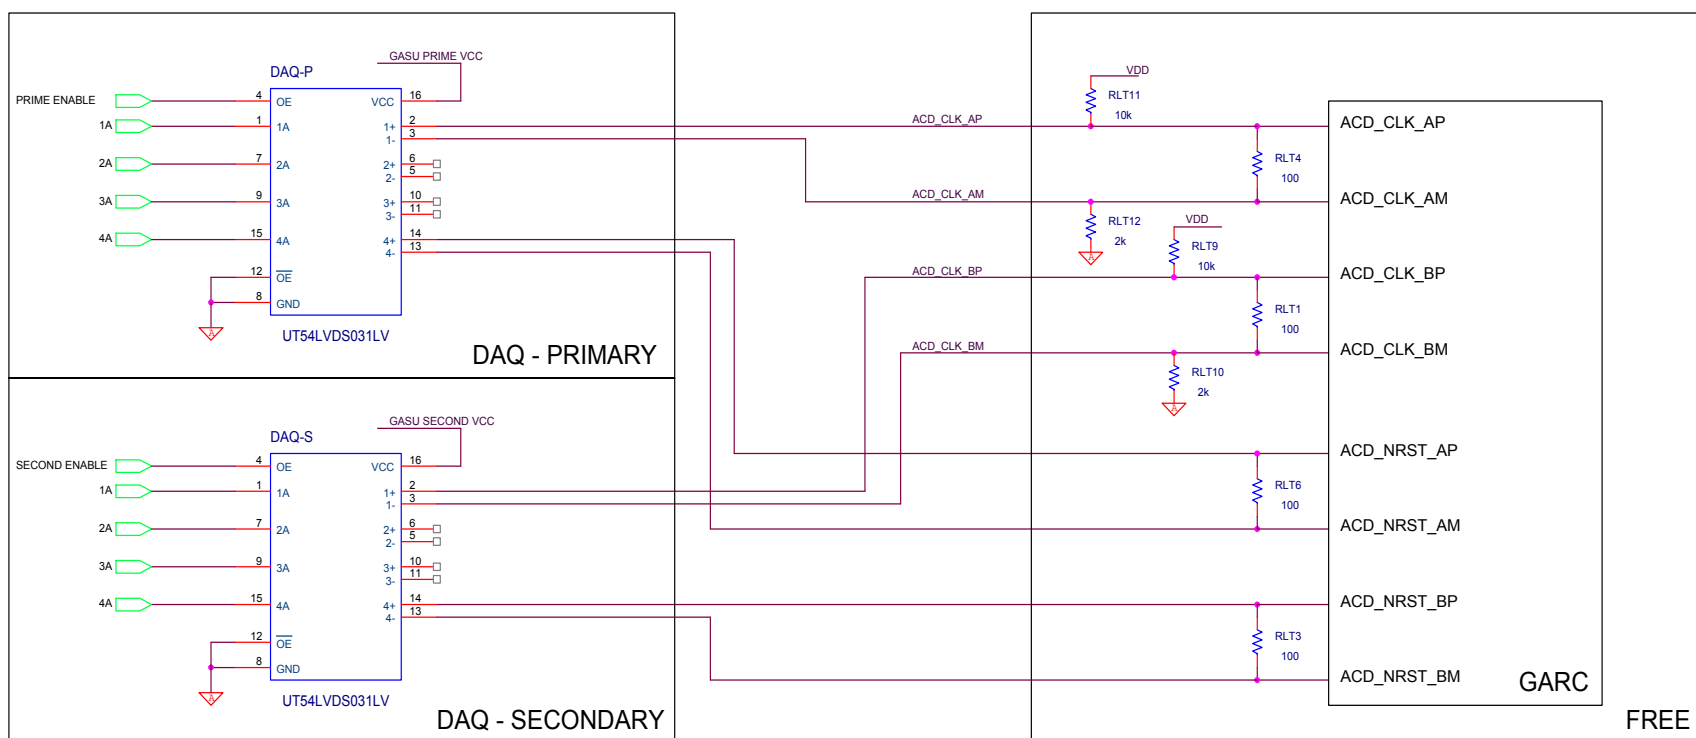 GASU PRIME VCC
DAQ-P
PRIME ENABLE
4
OE
VCC
16
1A
1
1A
1+
2
1-
3
2A
7
2A
2+
6
2-
5
3A
9
3A
3+
10
3-
11
4A
15
4A
4+
14
4-
13
12
OE
8
GND
A
UT54LVDS031LV
DAQ - PRIMARY
GASU SECOND VCC
DAQ-S
SECOND ENABLE
4
OE
VCC
16
1A
1
1A
1+
2
1-
3
2A
7
2A
2+
6
2-
5
3A
9
3A
3+
10
3-
11
4A
15
4A
4+
14
4-
13
12
OE
8
GND
A
UT54LVDS031LV
DAQ - SECONDARY
ACD_CLK_AP
ACD_CLK_AM
ACD_CLK_BP
ACD_CLK_BM
VDD
RLT11
10k
RLT4
100
RLT12
2k
A
VDD
RLT9
10k
RLT1
100
RLT10
2k
A
RLT6
100
RLT3
100
ACD_CLK_AP
ACD_CLK_AM
ACD_CLK_BP
ACD_CLK_BM
ACD_NRST_AP
ACD_NRST_AM
ACD_NRST_BP
ACD_NRST_BM
GARC
FREE